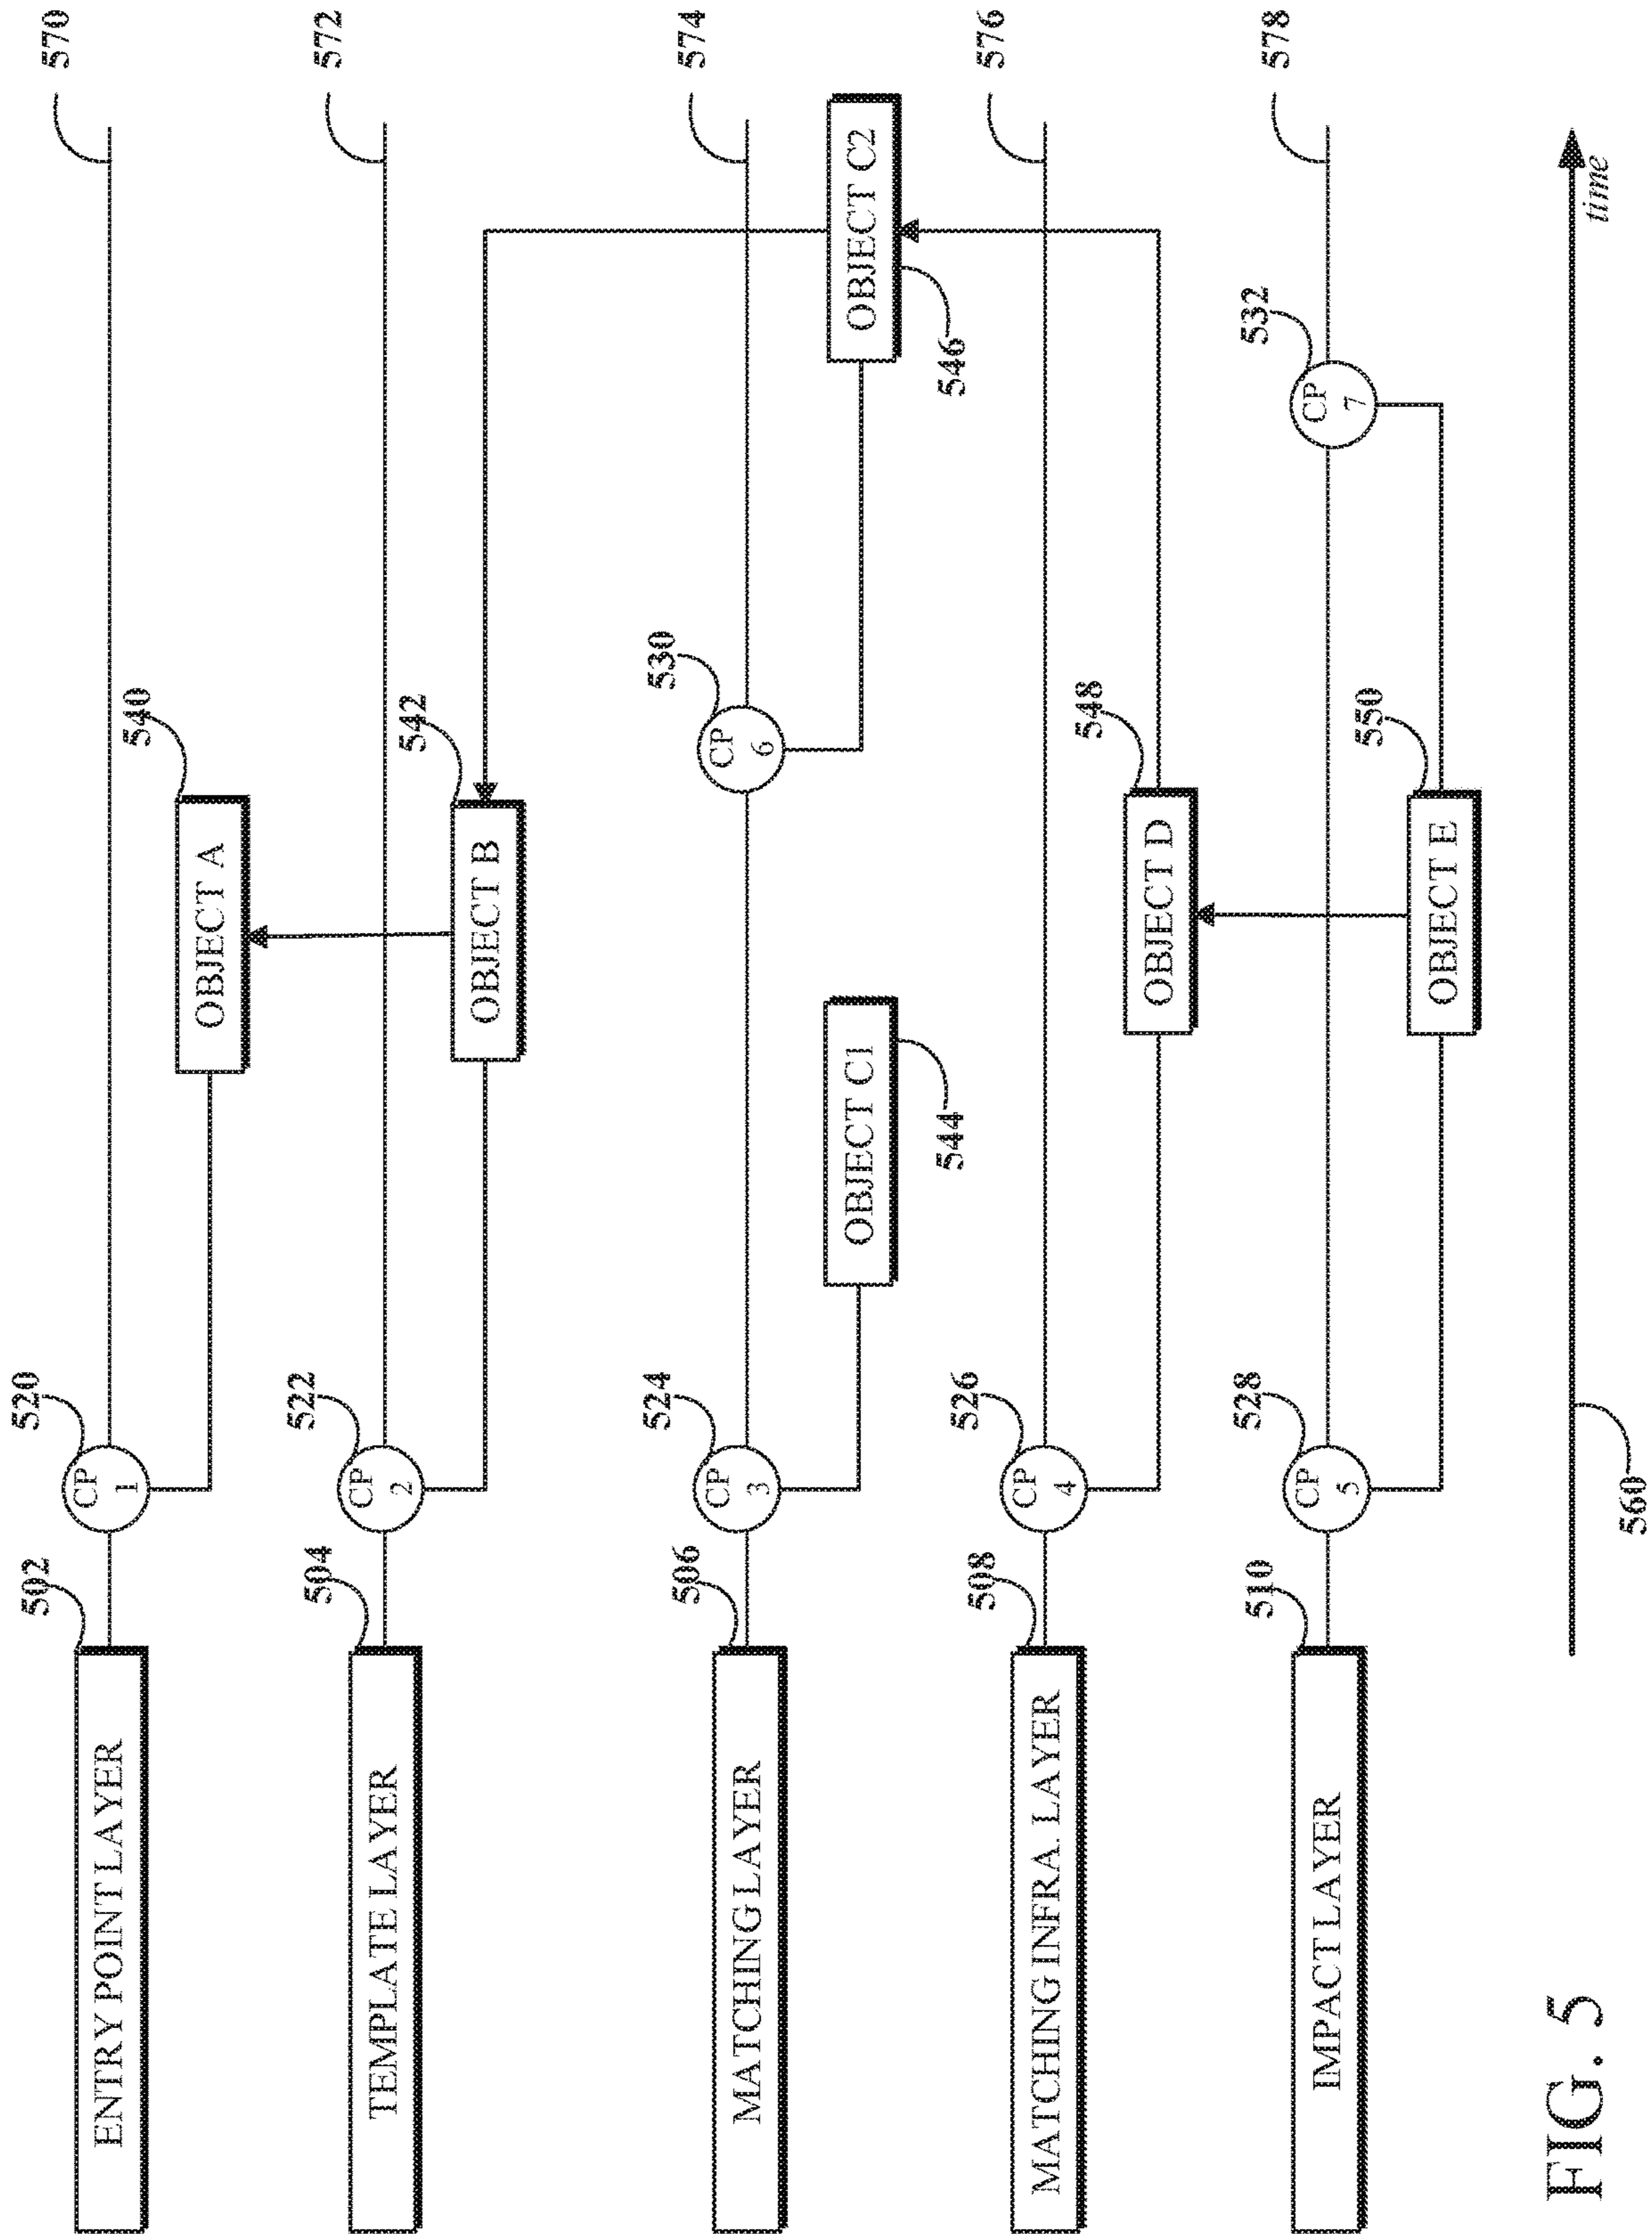 ENTRY POINT LAYER
502
CP
1
520
OBJECT A
540
570
TEMPLATE LAYER
504
CP
2
522
OBJECT B
542
572
MATCHING LAYER
506
CP
3
524
OBJECT C1
544
CP
6
530
OBJECT C2
546
574
MATCHING INFRA. LAYER
508
CP
4
526
OBJECT D
548
576
IMPACT LAYER
510
CP
5
528
OBJECT E
550
CP
7
532
578
560
time
FIG. 5